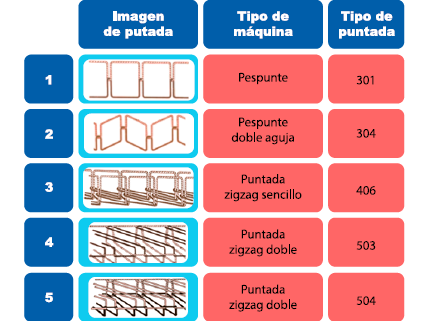 Imagen
de putada
Tipo de
máquina
Tipo de
puntada
1
Pespunte
301
2
Pespunte
doble aguja
304
3
Puntada
zigzag sencillo
406
4
Puntada
zigzag doble
503
5
Puntada
zigzag doble
504